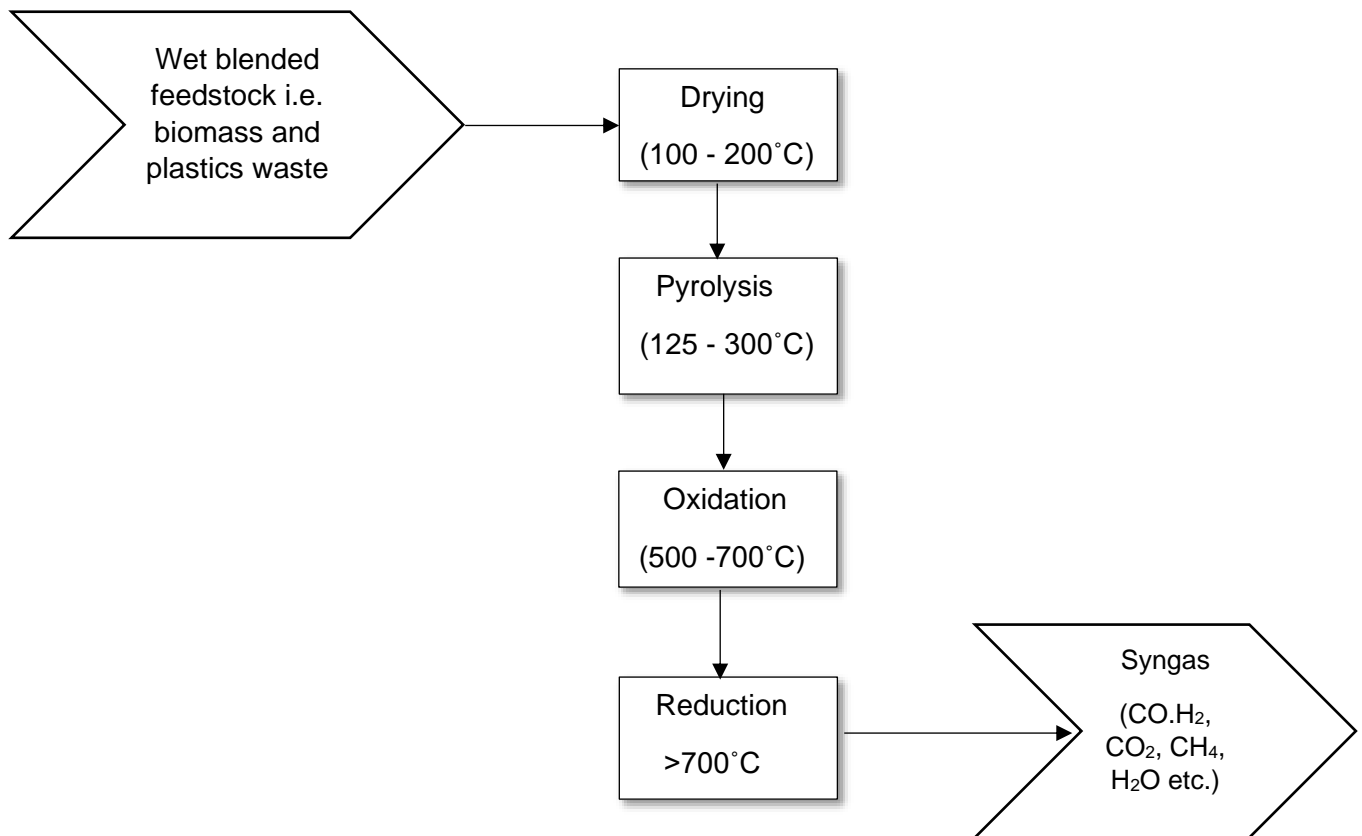 Wet blended
feedstock i.e.
biomass and
plastics waste
Drying
(100 - 200˚C)
Pyrolysis
(125 - 300˚C)
Oxidation
(500 -700˚C)
Reduction
>700˚C
Syngas
(CO.H₂,
CO₂, CH₄,
H₂O etc.)